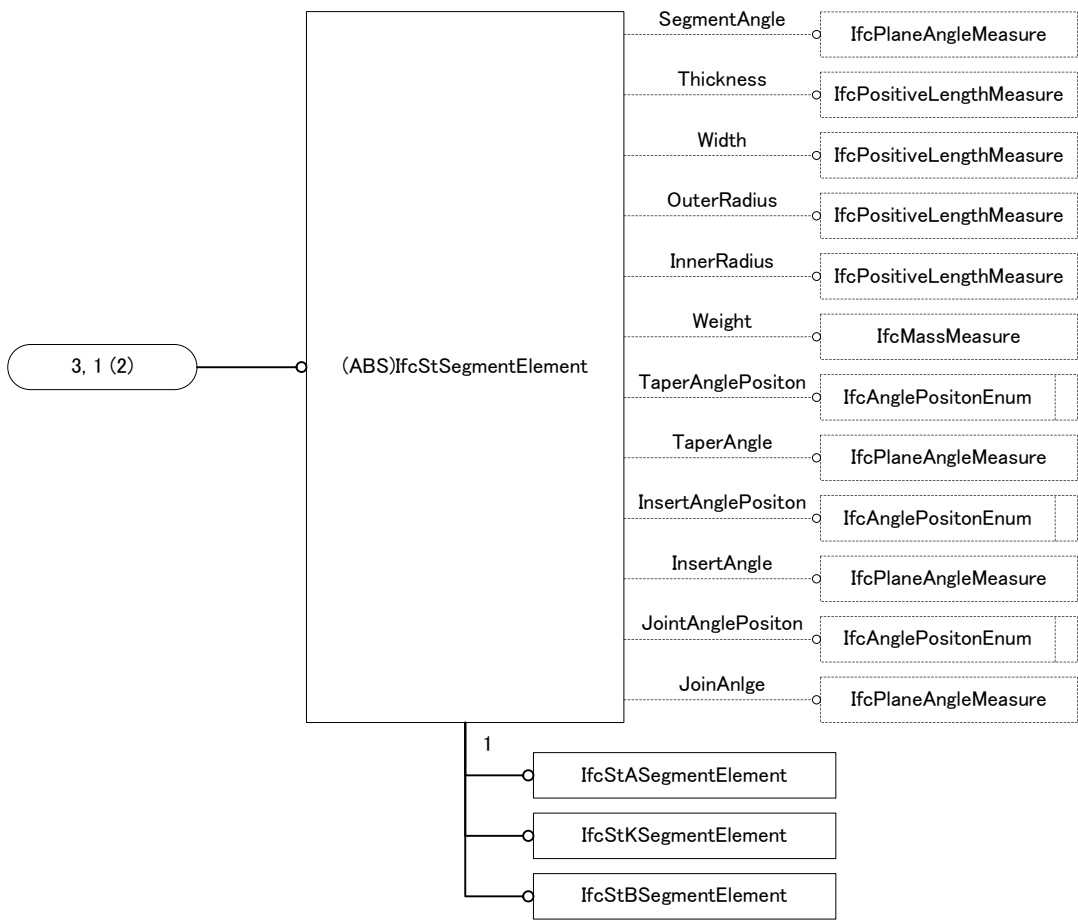 SegmentAngle
IfcPlaneAngleMeasure
Thickness
IfcPositiveLengthMeasure
Width
IfcPositiveLengthMeasure
OuterRadius
IfcPositiveLengthMeasure
InnerRadius
IfcPositiveLengthMeasure
Weight
IfcMassMeasure
3, 1 (2)
(ABS)IfcStSegmentElement
TaperAnglePositon
IfcAnglePositonEnum
TaperAngle
IfcPlaneAngleMeasure
InsertAnglePositon
IfcAnglePositonEnum
InsertAngle
IfcPlaneAngleMeasure
JointAnglePositon
IfcAnglePositonEnum
JoinAnlge
IfcPlaneAngleMeasure
1
IfcStASegmentElement
IfcStKSegmentElement
IfcStBSegmentElement